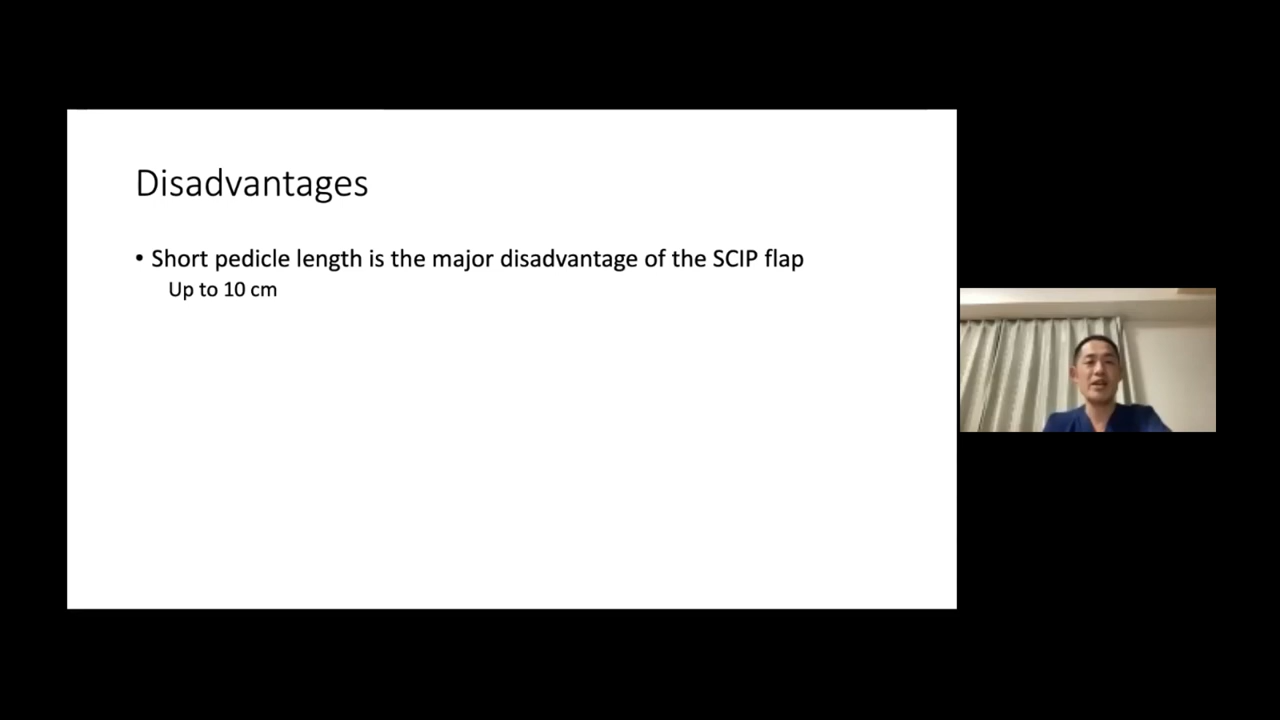 Disadvantages
• Short pedicle length is the major disadvantage of the SCIP flap
Up to 10 cm